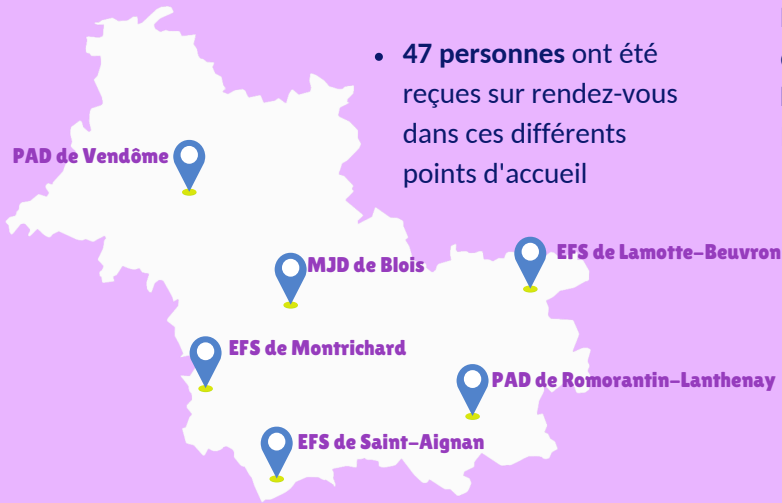 • 47 personnes ont été
reçues sur rendez-vous
dans ces différents
points d'accueil
PAD de Vendôme
MJD de Blois
EFS de Lamotte-Beuvron
EFS de Montrichard
PAD de Romorantin-Lanthenay
EFS de Saint-Aignan